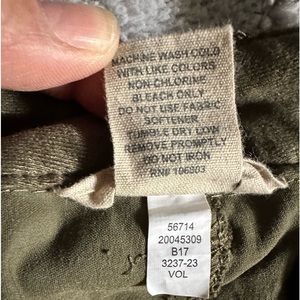 MACHINE WASH COLD
WITH LIKE COLORS
NON-CHLORINE
BLEACH ONLY
DO NOT USE FABRIC
SOFTENER
TUMBLE DRY LOW
REMOVE PROMPTLY
DO NOT IRON
RN# 106803
56714
20045309
B17
3237-23
VOL